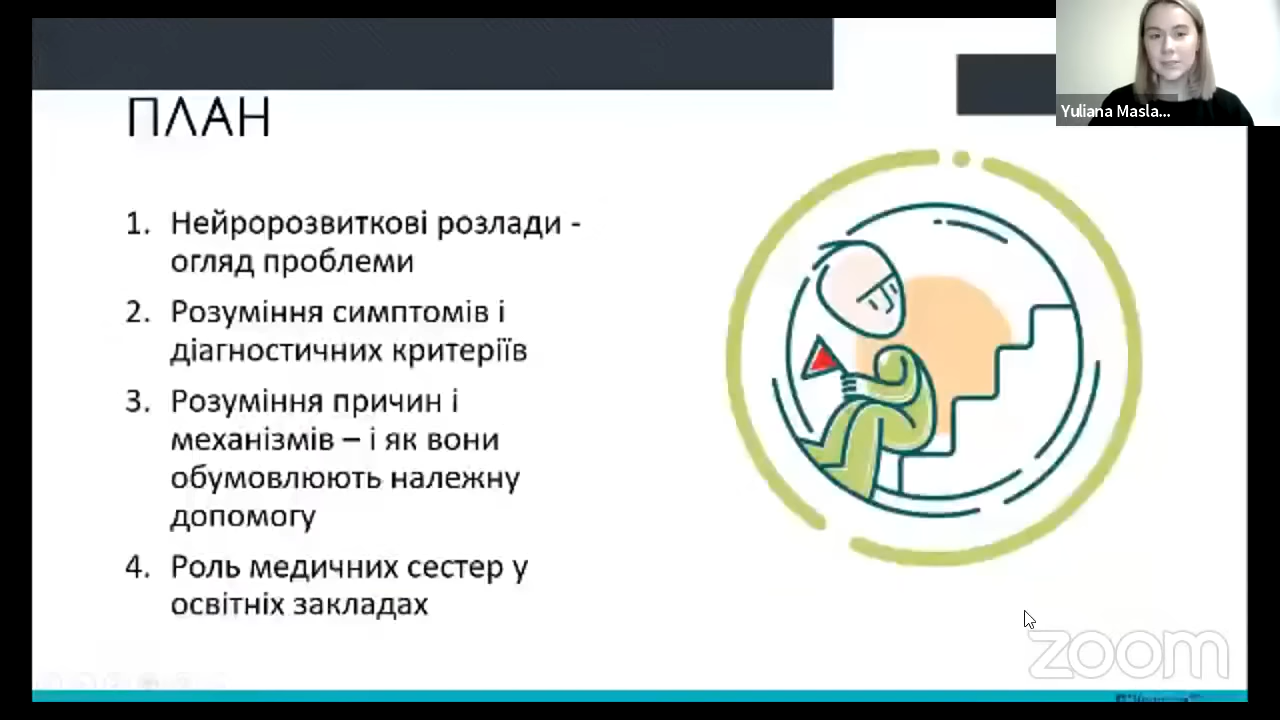 ПЛАН
1. Нейророзвиткові розлади -
огляд проблеми
2. Розуміння симптомів і
діагностичних критеріїв
3. Розуміння причин і
механізмів – і як вони
обумовлюють належну
допомогу
4. Роль медичних сестер у
освітніх закладах
Yuliana Masla...
zoom